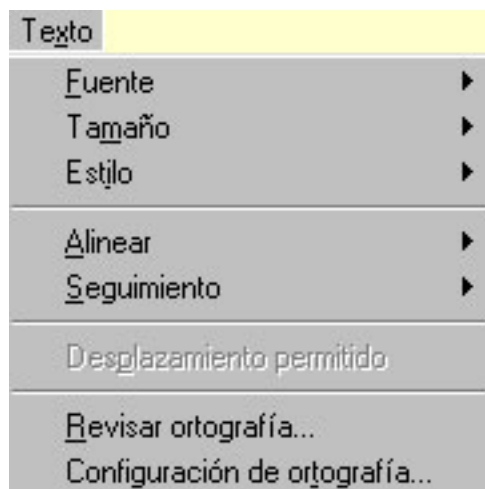 Texto
Fuente
Tamaño
Estilo
Alinear
Seguimiento
Desplazamiento permitido
Revisar ortografía...
Configuración de ortografía...